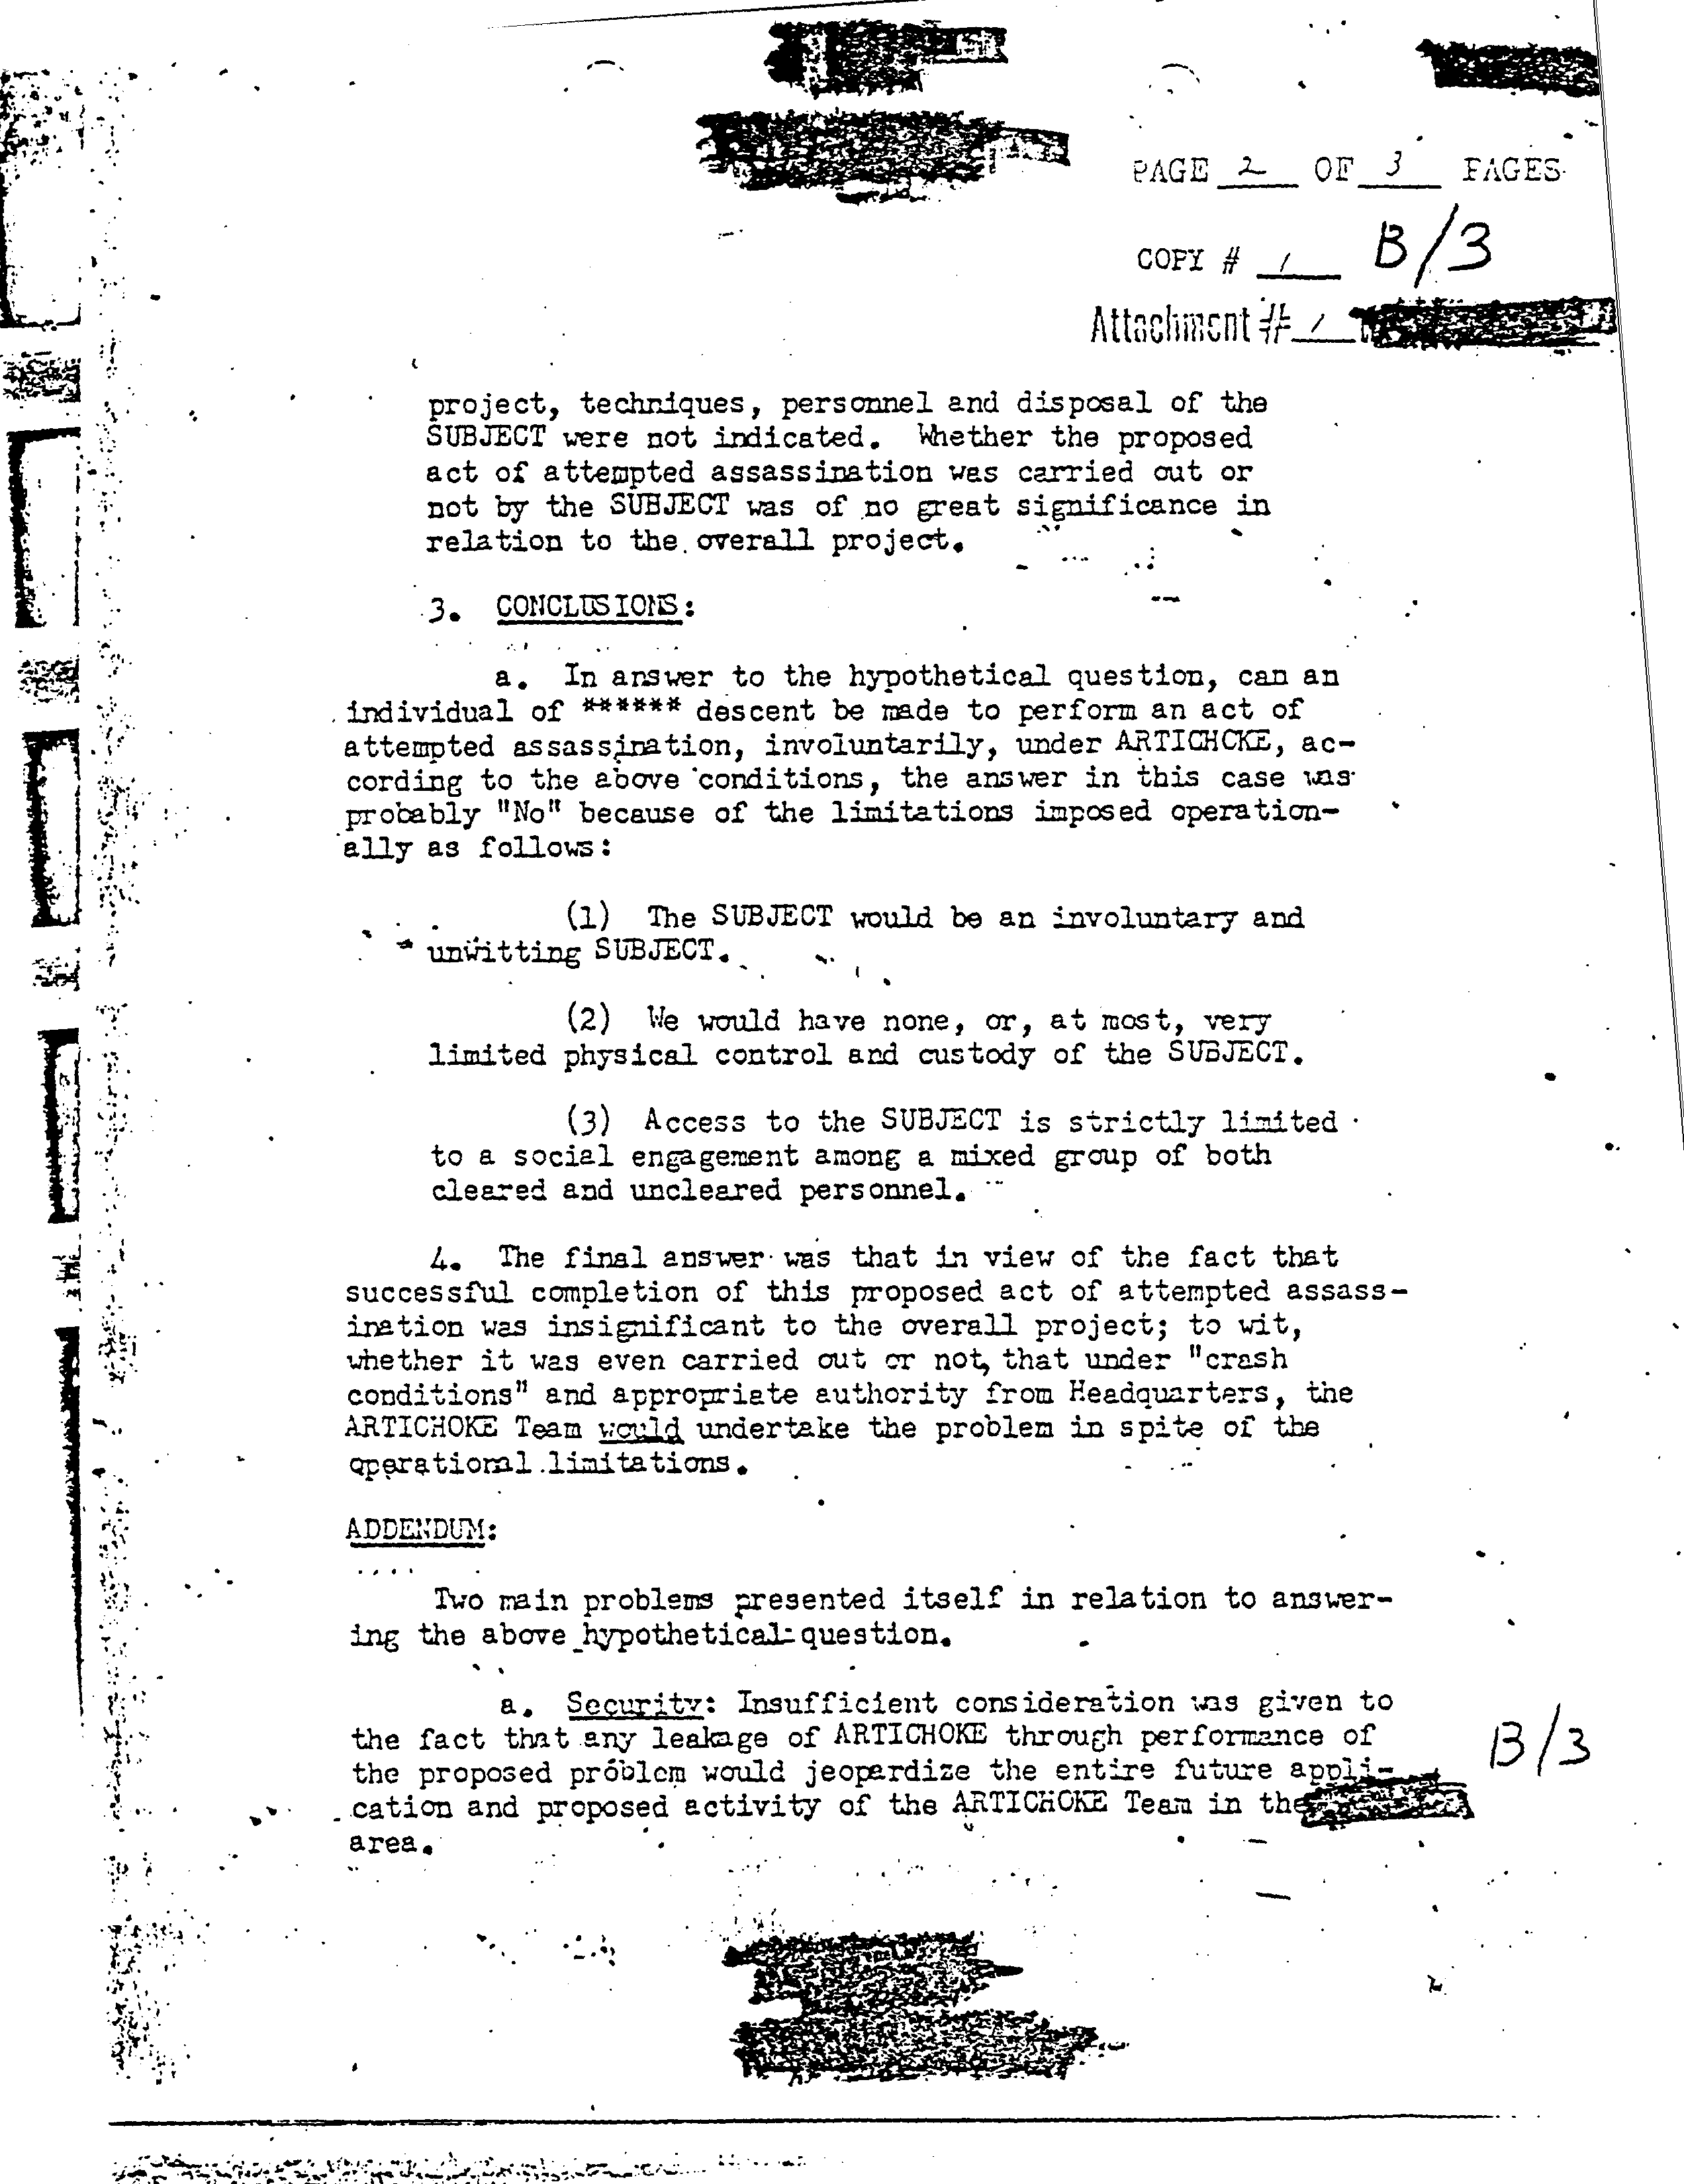 PAGE 2 OF 3 PAGES
COPY # 1 B/3
Attachment # 1
project, techniques, personnel and disposal of the
SUBJECT were not indicated. Whether the proposed
act of attempted assassination was carried out or
not by the SUBJECT was of no great significance in
relation to the overall project.
3. CONCLUSIONS:
a. In answer to the hypothetical question, can an
individual of ****** descent be made to perform an act of
attempted assassination, involuntarily, under ARTICHOKE, ac-
cording to the above conditions, the answer in this case was
probably "No" because of the limitations imposed operation-
ally as follows:
(1) The SUBJECT would be an involuntary and
unwitting SUBJECT.
(2) We would have none, or, at most, very
limited physical control and custody of the SUBJECT.
(3) Access to the SUBJECT is strictly limited
to a social engagement among a mixed group of both
cleared and uncleared personnel.
4. The final answer was that in view of the fact that
successful completion of this proposed act of attempted assass-
ination was insignificant to the overall project; to wit,
whether it was even carried out or not, that under "crash
conditions" and appropriate authority from Headquarters, the
ARTICHOKE Team would undertake the problem in spite of the
operational limitations.
ADDENDUM:
Two main problems presented itself in relation to answer-
ing the above hypothetical question.
a. Security: Insufficient consideration was given to
the fact that any leakage of ARTICHOKE through performance of
the proposed problem would jeopardize the entire future appli-
cation and proposed activity of the ARTICHOKE Team in the
area.
B/3